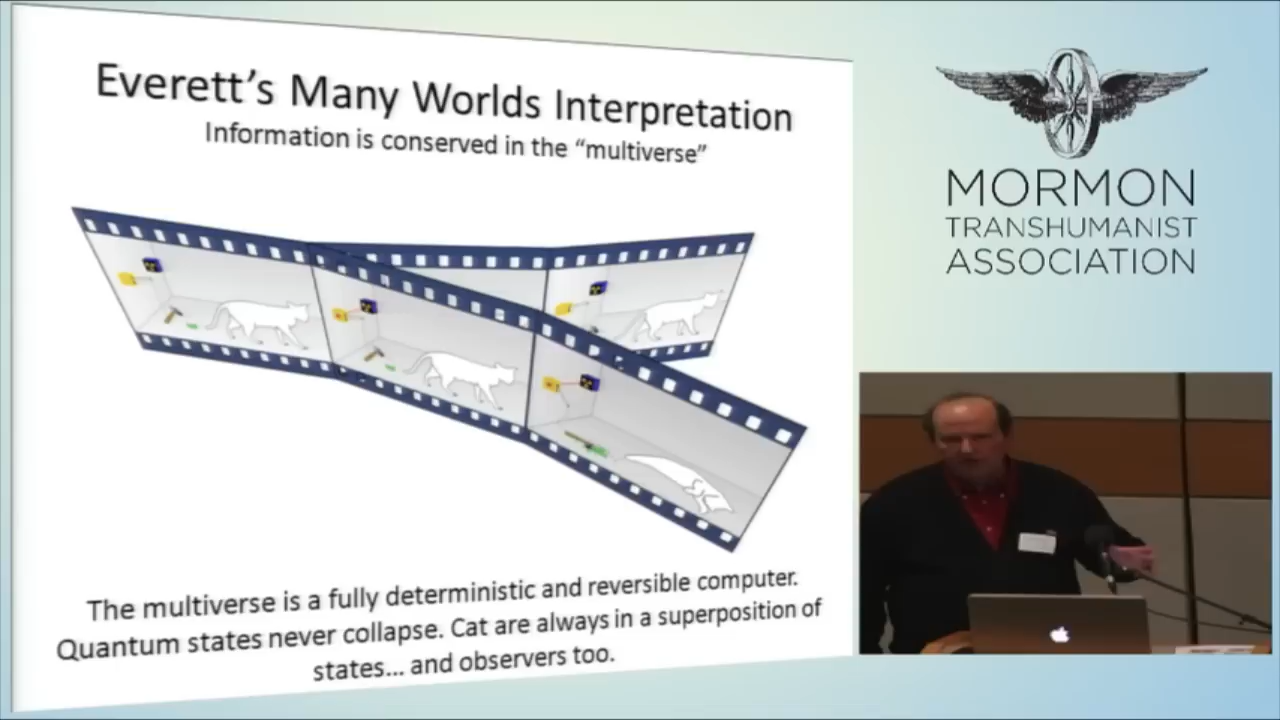 Everett's Many Worlds Interpretation
Information is conserved in the “multiverse”
The multiverse is a fully deterministic and reversible computer.
Quantum states never collapse. Cat are always in a superposition of
states... and observers too.
MORMON
TRANSHUMANIST
ASSOCIATION